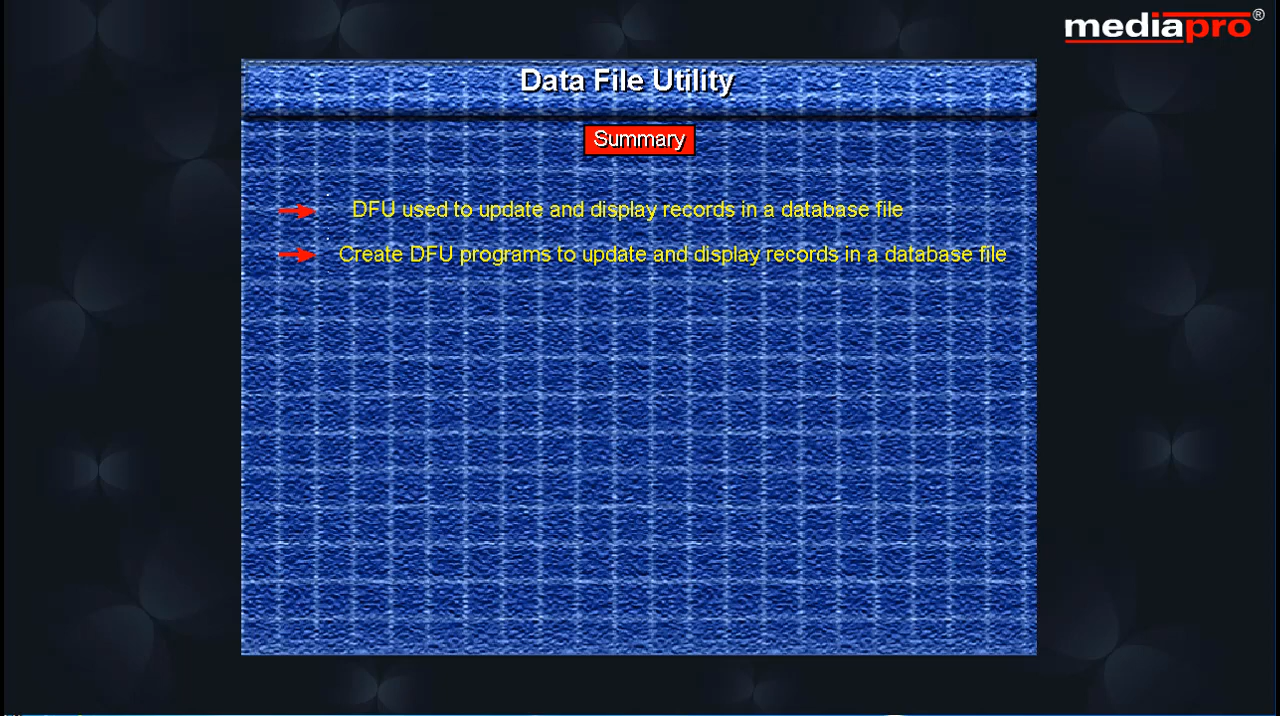 mediapro®
Data File Utility
Summary
DFU used to update and display records in a database file
Create DFU programs to update and display records in a database file